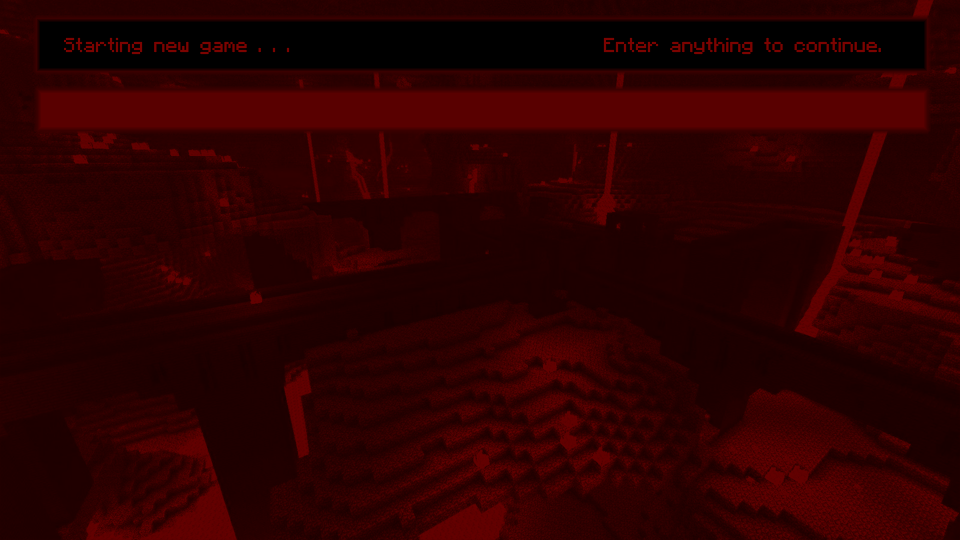 Starting new game . . .
Enter anything to continue.